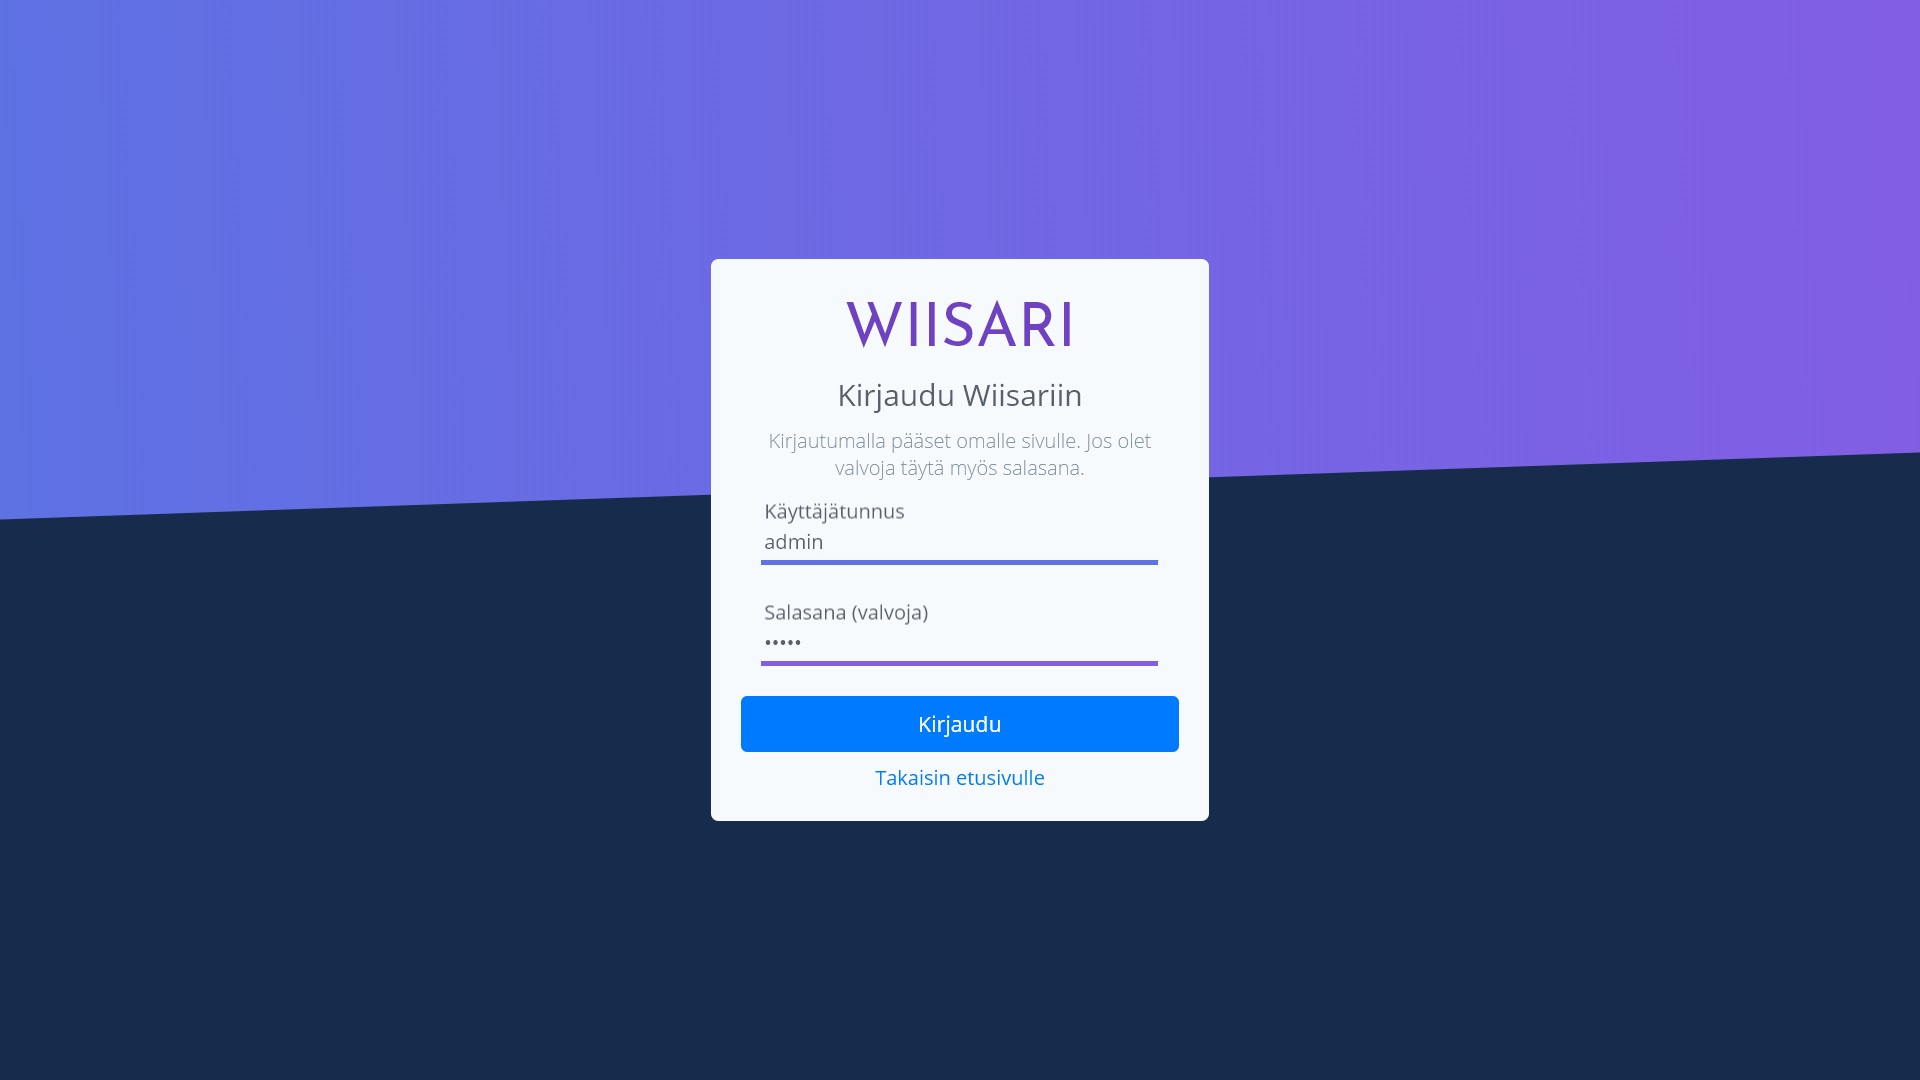 WIISARI
Kirjaudu Wiisariin
Kirjautumalla pääset omalle sivulle. Jos olet
valvoja täytä myös salasana.
Käyttäjätunnus
admin
Salasana (valvoja)
•••••
Kirjaudu
Takaisin etusivulle